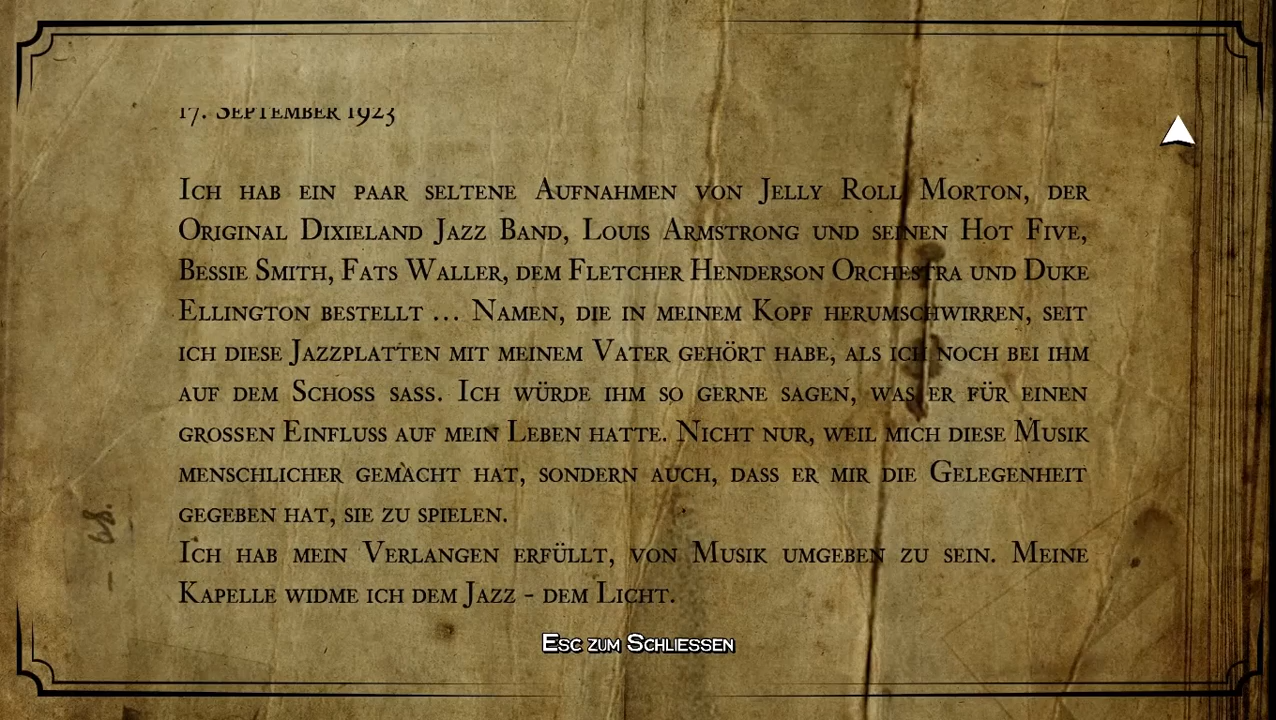 17. September 1923
Ich hab ein paar seltene Aufnahmen von Jelly Roll Morton, der
Original Dixieland Jazz Band, Louis Armstrong und seinen Hot Five,
Bessie Smith, Fats Waller, dem Fletcher Henderson Orchestra und Duke
Ellington bestellt ... Namen, die in meinem Kopf herumschwirren, seit
ich diese Jazzplatten mit meinem Vater gehört habe, als ich noch bei ihm
auf dem Schoss sass. Ich würde ihm so gerne sagen, was er für einen
grossen Einfluss auf mein Leben hatte. Nicht nur, weil mich diese Musik
menschlicher gemacht hat, sondern auch, dass er mir die Gelegenheit
gegeben hat, sie zu spielen.
Ich hab mein Verlangen erfüllt, von Musik umgeben zu sein. Meine
Kapelle widme ich dem Jazz - dem Licht.
Esc zum Schliessen